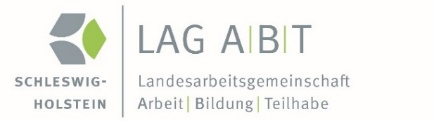 LAG A|B|T
SCHLESWIG-
HOLSTEIN
Landesarbeitsgemeinschaft
Arbeit| Bildung| Teilhabe